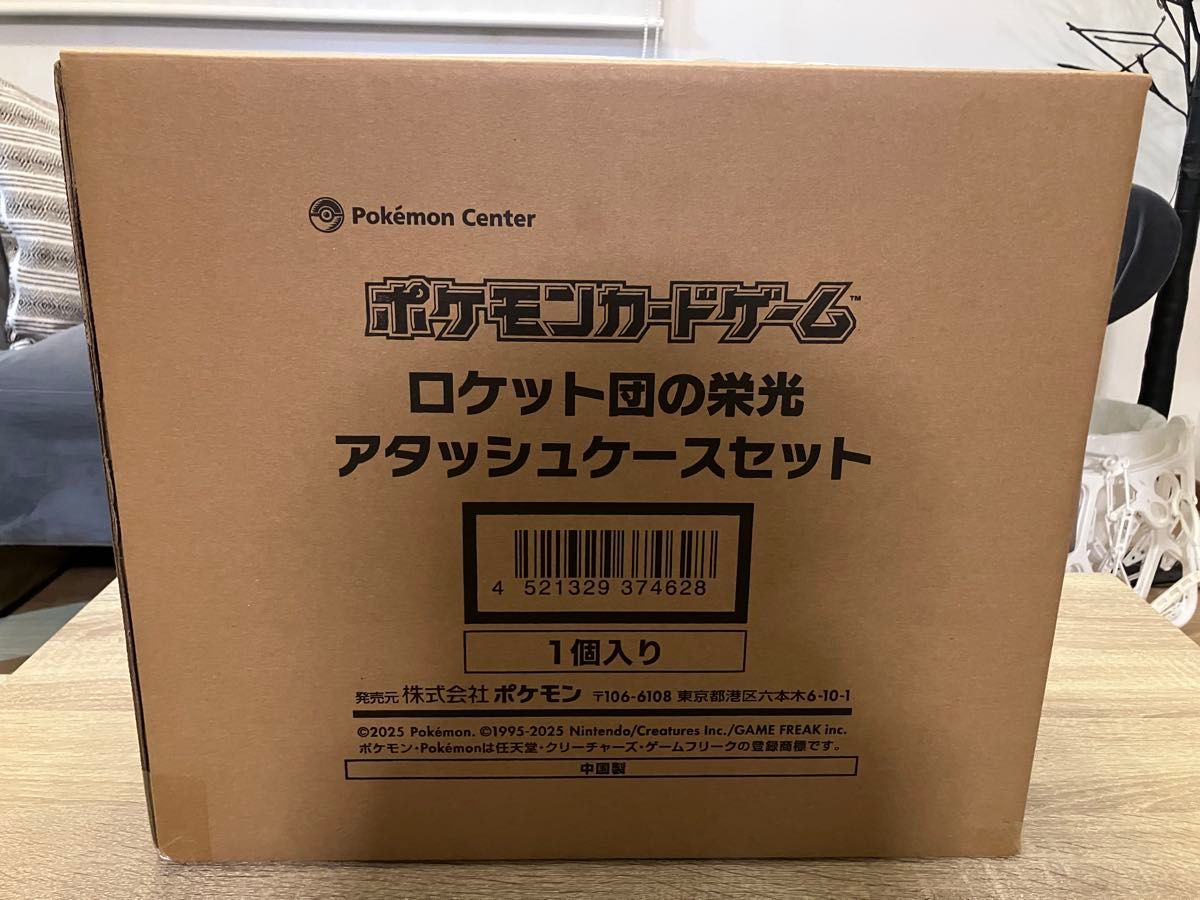 Pokémon Center
ポケモンカードゲーム™
ロケット団の栄光
アタッシュケースセット
4 521329 374628
1個入り
発売元 株式会社 ポケモン 〒106-6108 東京都港区六本木6-10-1
©2025 Pokémon. ©1995-2025 Nintendo/Creatures Inc./GAME FREAK inc.
ポケモン・Pokémonは任天堂・クリーチャーズ・ゲームフリークの登録商標です。
中国製